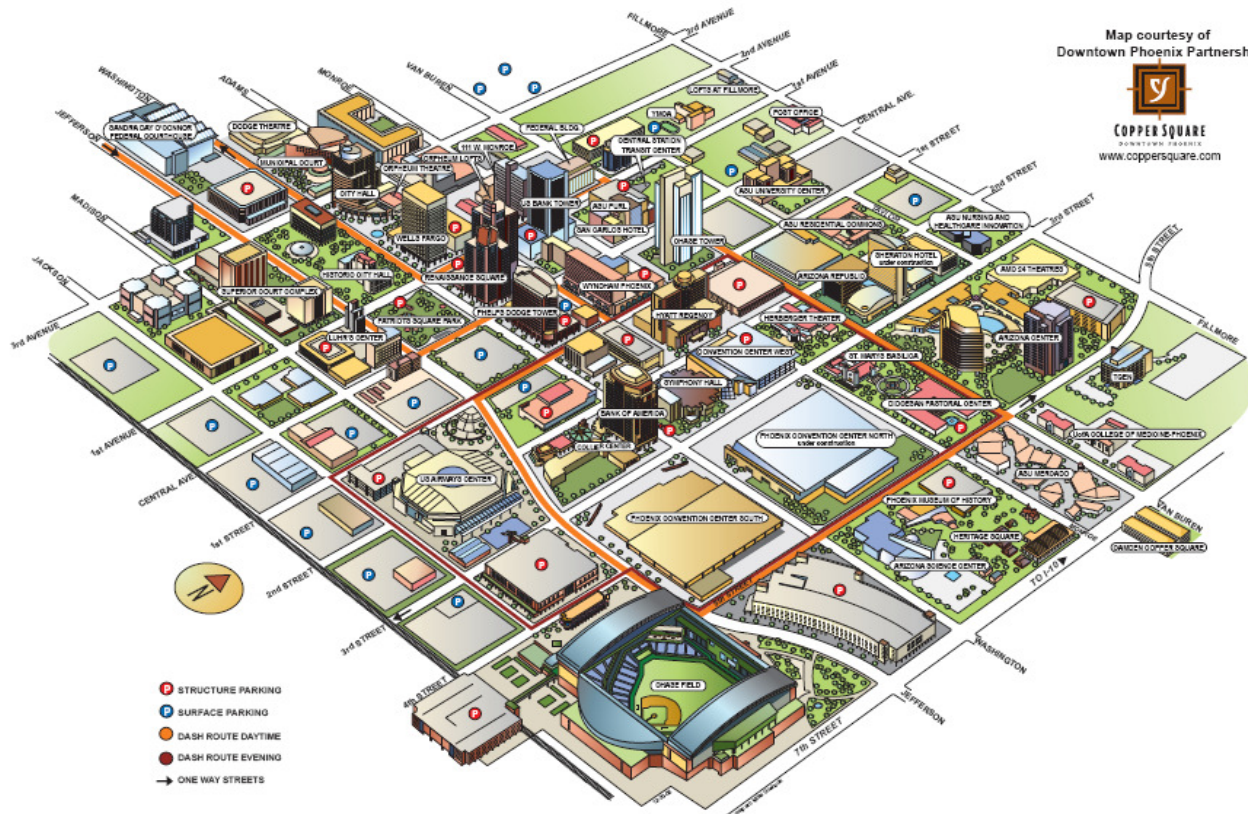 Map courtesy of
Downtown Phoenix Partnersh
COPPER SQUARE
DOWNTOWN PHOENIX
www.coppersquare.com
FILLMORE
3rd AVENUE
2nd AVENUE
1st AVENUE
CENTRAL AVE.
1st STREET
2nd STREET
3rd STREET
5th STREET
FILLMORE
VAN BUREN
MONROE
ADAMS
WASHINGTON
JEFFERSON
MADISON
JACKSON
3rd AVENUE
1st AVENUE
CENTRAL AVE
1st STREET
2nd STREET
3rd STREET
4th STREET
7th STREET
JEFFERSON
WASHINGTON
TO I-10
VAN BUREN
TAYLOR
SANDRA DAY O'CONNOR
FEDERAL COURTHOUSE
DODGE THEATRE
MUNICIPAL COURT
CITY HALL
ORPHEUM LOFTS
ORPHEUM THEATRE
111 W. MONROE
FEDERAL BLDG
YMCA
LOFTS AT FILLMORE
POST OFFICE
CENTRAL STATION
TRANSIT CENTER
US BANK TOWER
ASU PURL
SAN CARLOS HOTEL
ASU UNIVERSITY CENTER
CHASE TOWER
ASU RESIDENTIAL COMMONS
ASU NURSING AND
HEALTHCARE INNOVATION
SHERATON HOTEL
under construction
ARIZONA REPUBLIC
AMC 24 THEATRES
ARIZONA CENTER
WELLS FARGO
HISTORIC CITY HALL
RENAISSANCE SQUARE
WYNDHAM PHOENIX
SUPERIOR COURT COMPLEX
PATRIOTS SQUARE PARK
PHELPS DODGE TOWER
HYATT REGENCY
HERBERGER THEATER
LUHR'S CENTER
CONVENTION CENTER WEST
ST. MARYS BASILICA
TGEN
SYMPHONY HALL
DIOCESAN PASTORAL CENTER
BANK OF AMERICA
COLLIER CENTER
PHOENIX CONVENTION CENTER NORTH
under construction
UofA COLLEGE OF MEDICINE-PHOENIX
ASU MERCADO
US AIRWAYS CENTER
PHOENIX CONVENTION CENTER SOUTH
PHOENIX MUSEUM OF HISTORY
HERITAGE SQUARE
ARIZONA SCIENCE CENTER
CAMDEN COPPER SQUARE
CHASE FIELD
N
P STRUCTURE PARKING
P SURFACE PARKING
DASH ROUTE DAYTIME
DASH ROUTE EVENING
ONE WAY STREETS